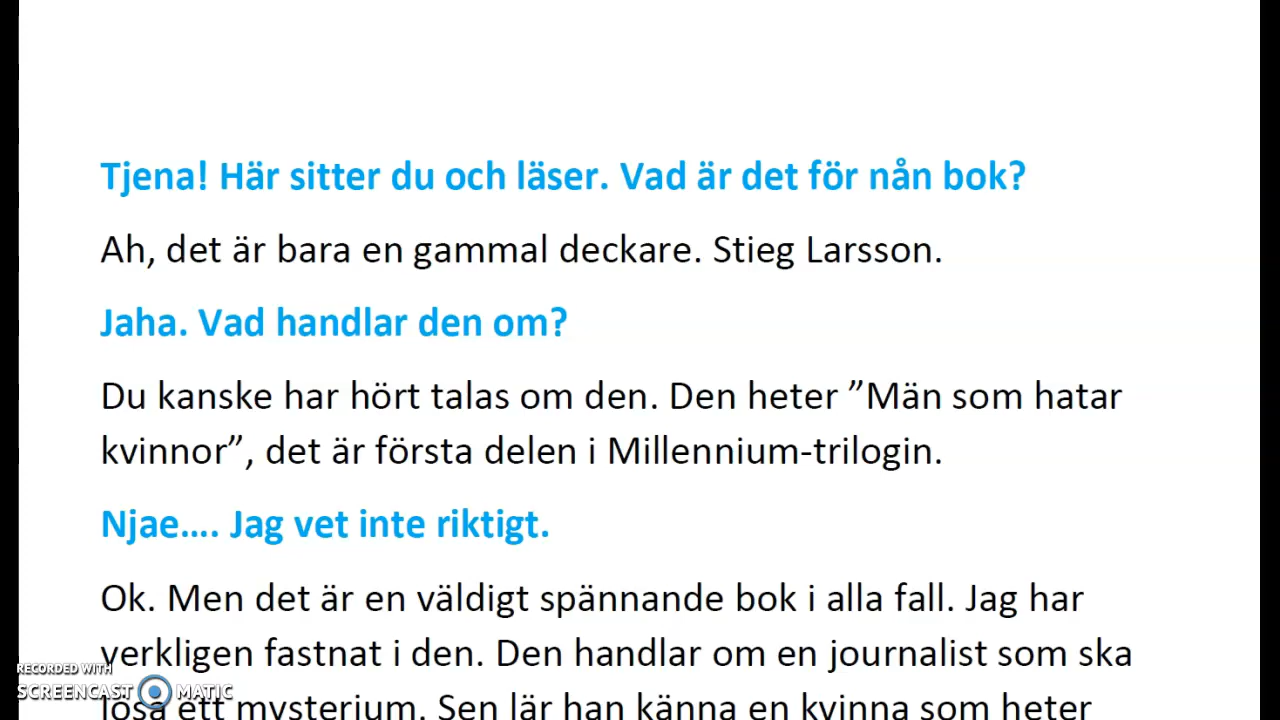 Tjena! Här sitter du och läser. Vad är det för nån bok?
Ah, det är bara en gammal deckare. Stieg Larsson.
Jaha. Vad handlar den om?
Du kanske har hört talas om den. Den heter ”Män som hatar
kvinnor”, det är första delen i Millennium-trilogin.
Njae…. Jag vet inte riktigt.
Ok. Men det är en väldigt spännande bok i alla fall. Jag har
verkligen fastnat i den. Den handlar om en journalist som ska
lösa ett mysterium. Sen lär han känna en kvinna som heter
RECORDED WITH
SCREENCAST MATIC